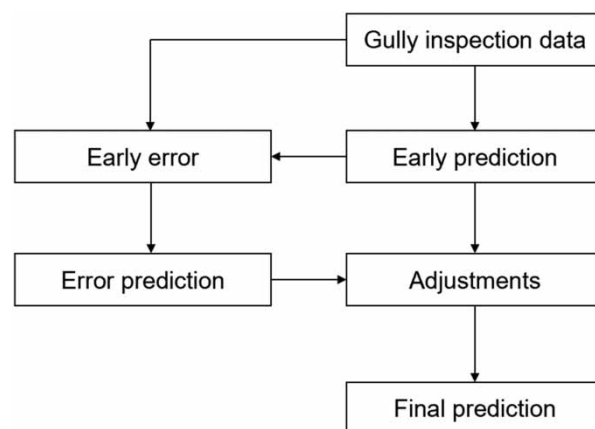 Gully inspection data
Early error
Early prediction
Error prediction
Adjustments
Final prediction